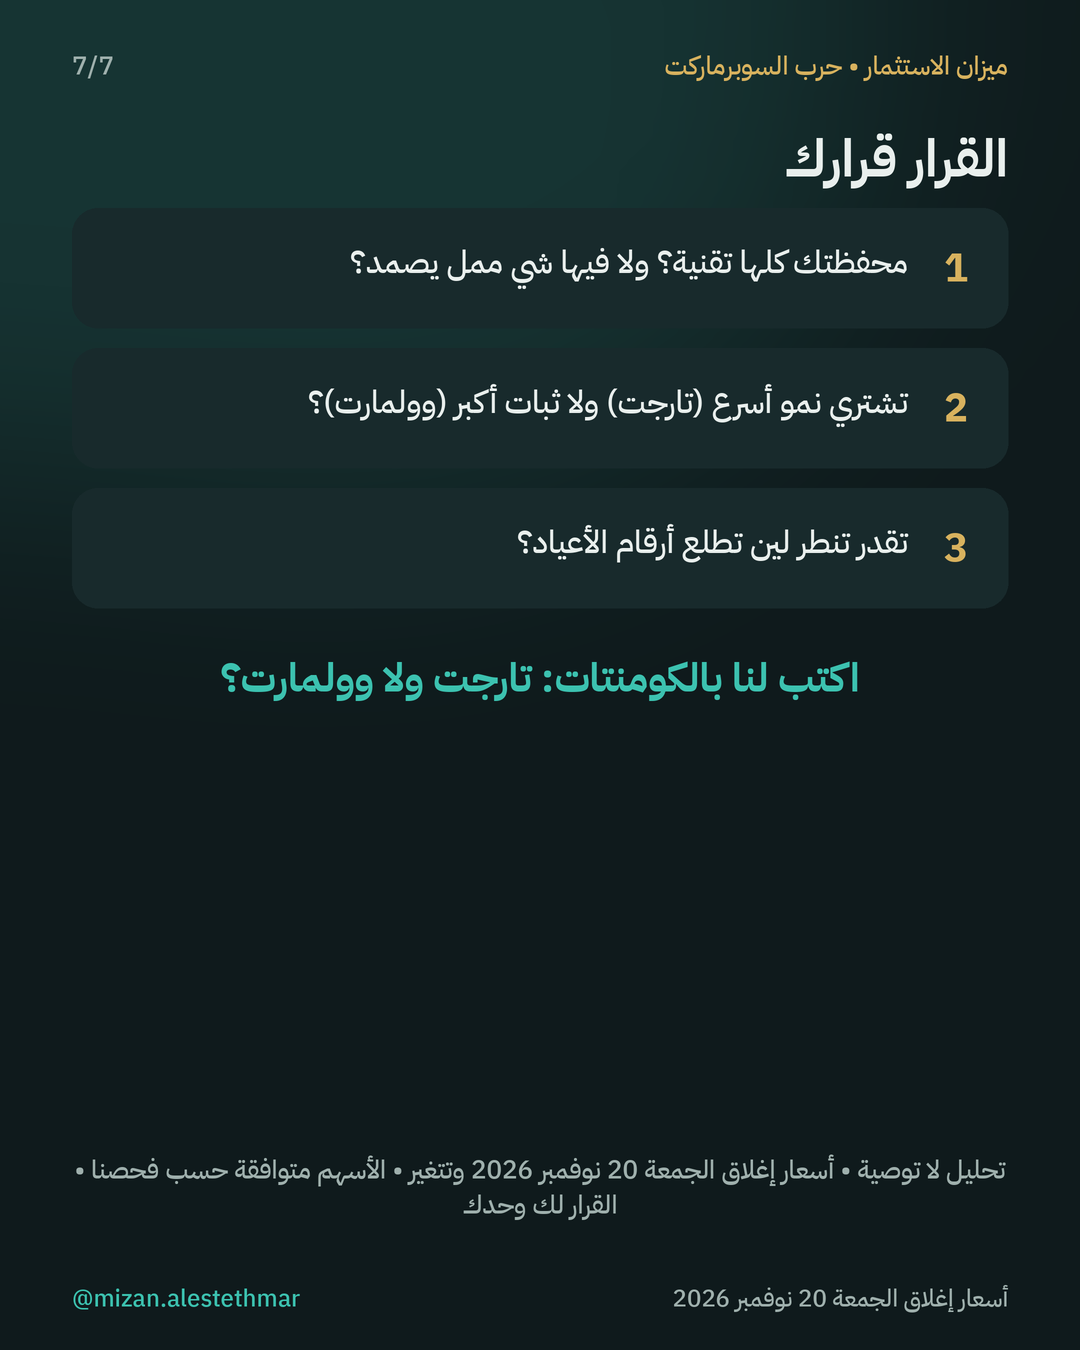 ميزان الاستثمار • حرب السوبرماركت
7/7
القرار قرارك
1 محفظتك كلها تقنية؟ ولا فيها شي ممل يصمد؟
2 تشتري نمو أسرع (تارجت) ولا ثبات أكبر (وولمارت)؟
3 تقدر تنطر لين تطلع أرقام الأعياد؟
اكتب لنا بالكومنتات: تارجت ولا وولمارت؟
تحليل لا توصية • أسعار إغلاق الجمعة 20 نوفمبر 2026 وتتغير • الأسهم متوافقة حسب فحصنا •
القرار لك وحدك
أسعار إغلاق الجمعة 20 نوفمبر 2026
@mizan.alestethmar